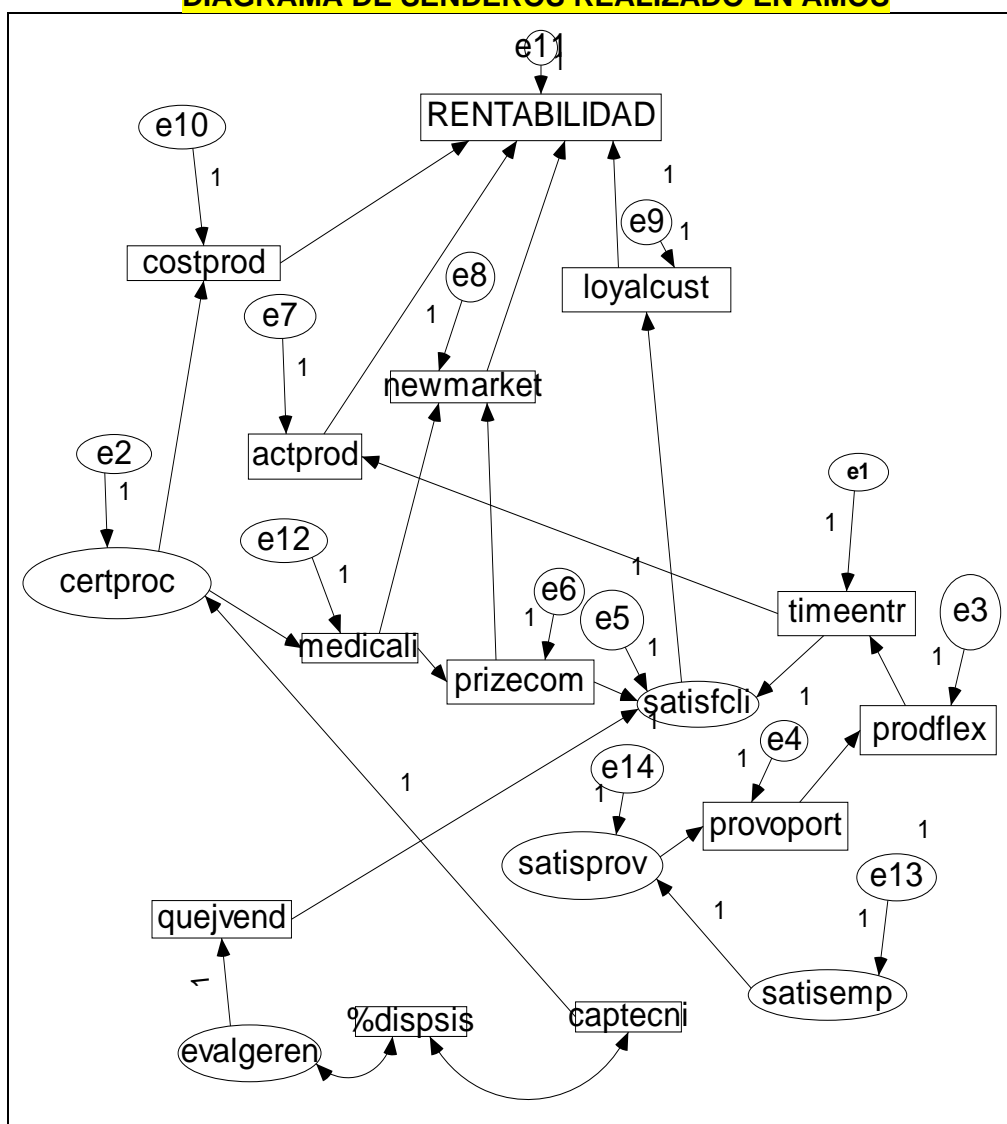 DIAGRAMA DE SENDEROS REALIZADO EN AMOS
e11
1
RENTABILIDAD
e10
1
1
e9
1
costprod
e8
loyalcust
e7
1
1
newmarket
actprod
e2
e1
1
1
e12
1
certproc
1
e6
e3
timeentr
1
e5
1
medicali
1
prizecom
satisfcli
1
1
prodflex
e4
1
e14
1
1
1
provoport
satisprov
1
e13
quejvend
1
1
1
satisemp
%dispsis
captecni
evalgeren